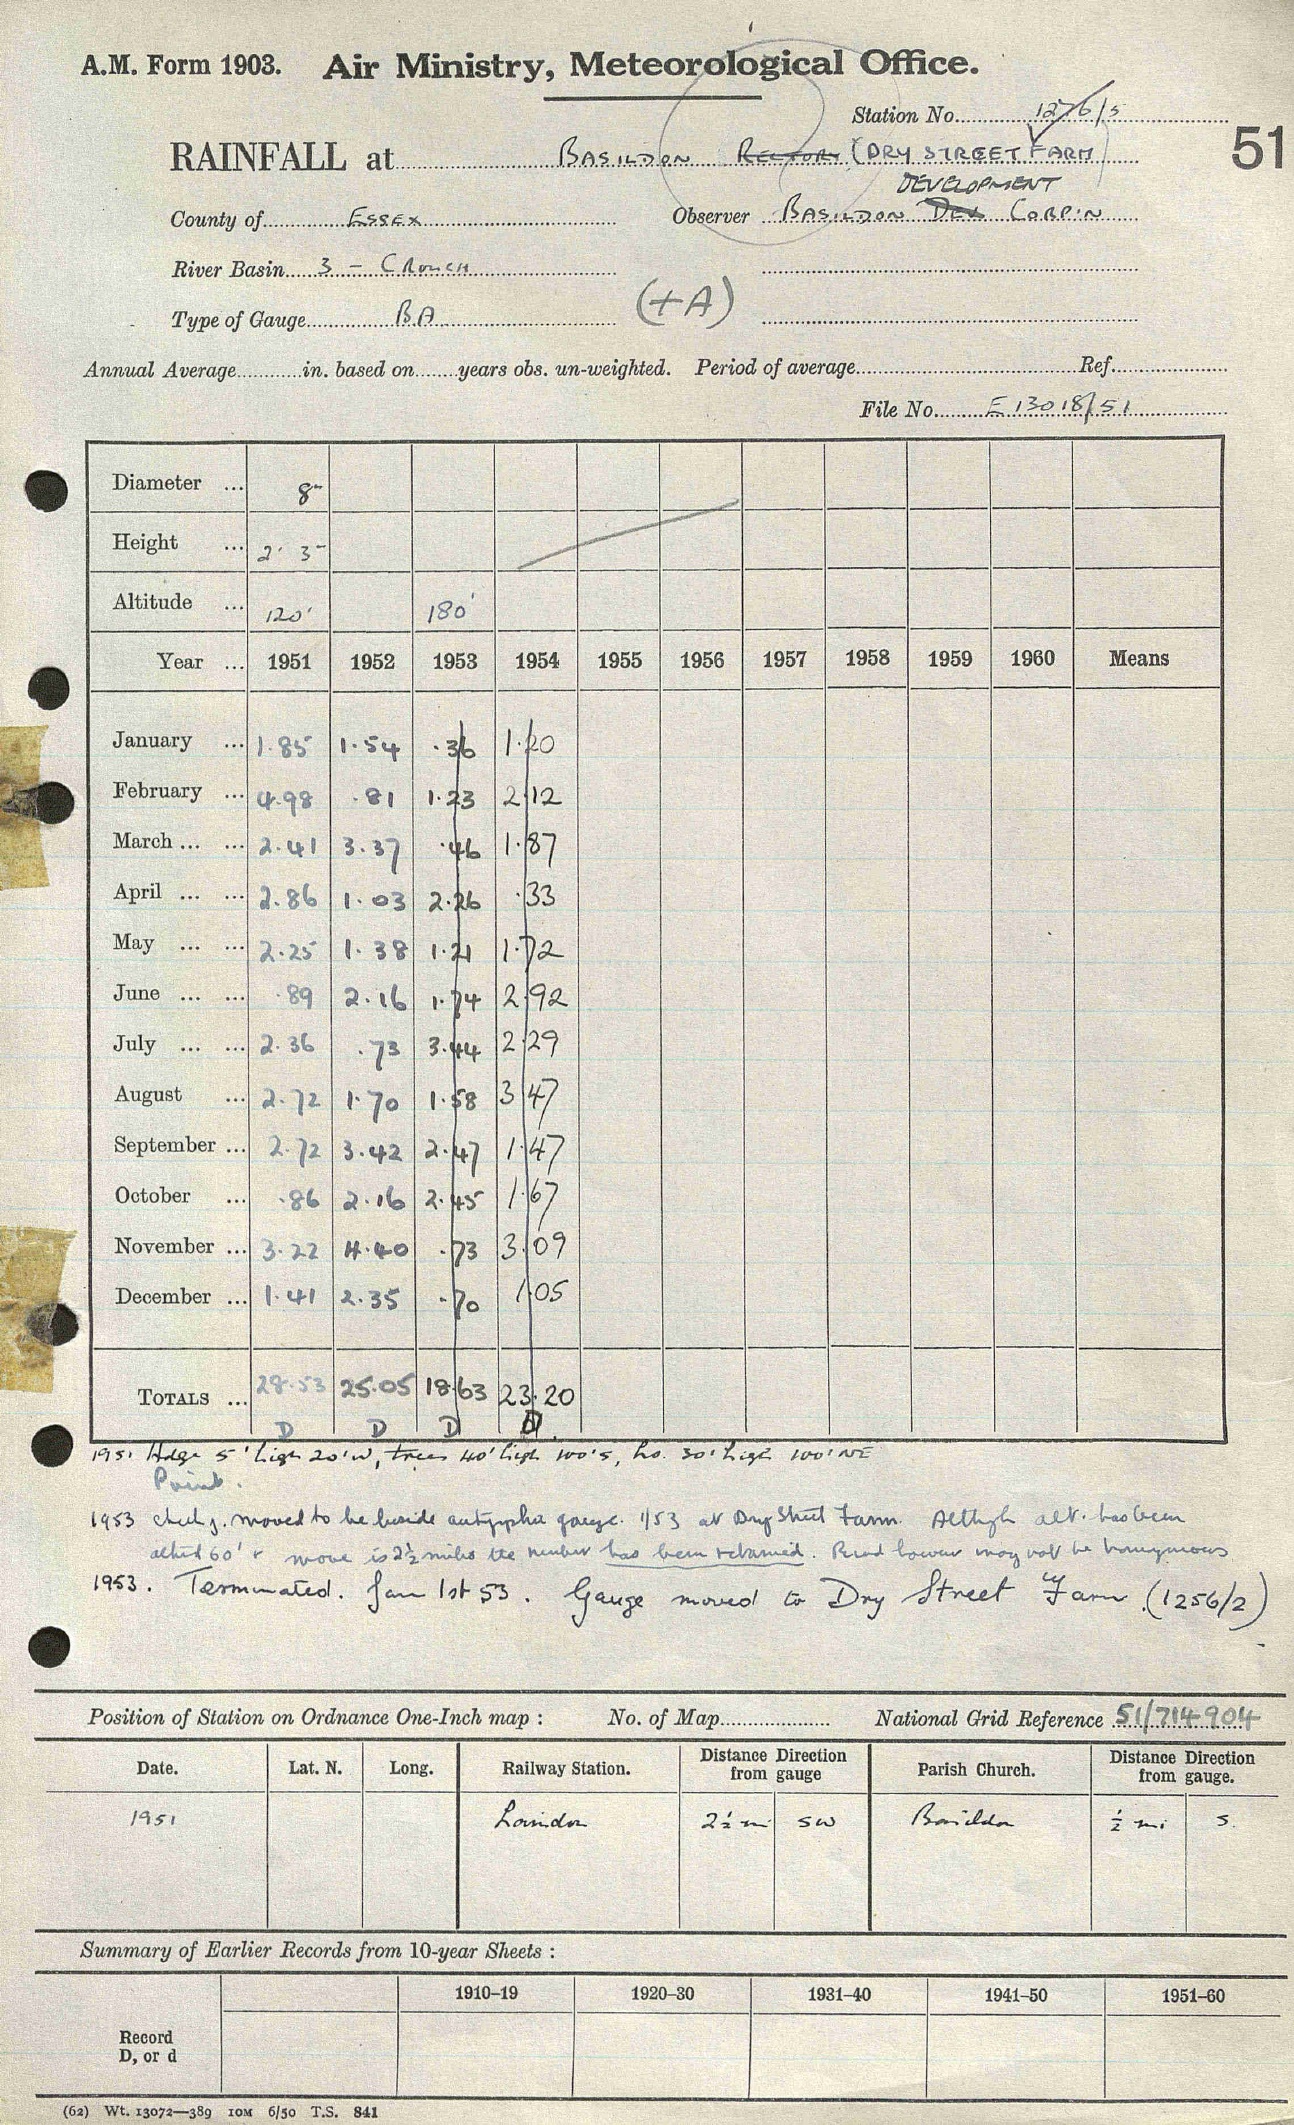 A.M. Form 1903. Air Ministry, Meteorological Office.
Station No. 1276/5
51
RAINFALL at BASILDON RECTORY (DRY STREET FARM)
DEVELOPMENT
County of ESSEX Observer BASILDON DEV CORP'N
River Basin 3 - CROUCH
Type of Gauge BA (+A)
Annual Average in. based on years obs. un-weighted. Period of average Ref.
File No. E 13018/51
Diameter ... 8"
Height ... 2' 3"
Altitude ... 120' 180'
Year ... 1951 1952 1953 1954 1955 1956 1957 1958 1959 1960 Means
January ... 1.85 1.54 .36 1.20
February ... 4.98 .81 1.23 2.12
March ... ... 2.41 3.37 .46 1.87
April ... ... 2.86 1.03 2.26 .33
May ... ... 2.25 1.38 1.21 1.72
June ... ... .89 2.16 1.74 2.92
July ... ... 2.36 .73 3.44 2.29
August ... 2.72 1.70 1.58 3.47
September ... 2.72 3.42 2.47 1.47
October ... .86 2.16 2.45 1.67
November ... 3.22 4.40 .73 3.09
December ... 1.41 2.35 .70 1.05
TOTALS ... 28.53 25.05 18.63 23.20
D D D D
1951 Hedge 5' high 20' W, trees 40' high 100' S, ho. 30' high 100' NE
1953 moved to be beside gauge 1/53 at Dry Street Farm. Altho' alt. has been
altered 60' & move is 2½ miles the number has been retained. Record however may not be homogenous
1953. Terminated. Jan 1st 53. Gauge moved to Dry Street Farm. (1256/2)
Position of Station on Ordnance One-Inch map : No. of Map National Grid Reference 51/714904
Date. Lat. N. Long. Railway Station. Distance Direction from gauge Parish Church. Distance Direction from gauge.
1951 Laindon 2½ mi SW Basildon ½ mi S.
Summary of Earlier Records from 10-year Sheets :
1910–19 1920–30 1931–40 1941–50 1951–60
Record
D, or d
(62) Wt. 13072—389 10M 6/50 T.S. 841